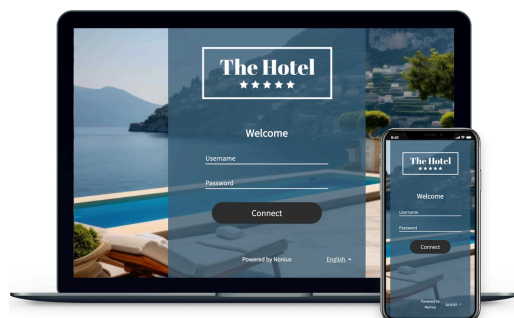 The Hotel
★★★★★
Welcome
Username
Password
Connect
Powered by Nonius
English
The Hotel
★★★★★
Welcome
Username
Password
Connect
Powered by
Nonius